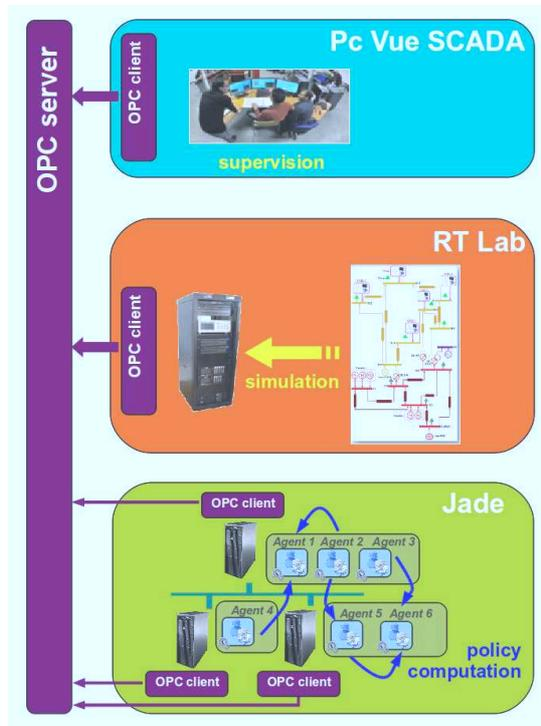 OPC server
OPC client
Pc Vue SCADA
supervision
OPC client
RT Lab
simulation
OPC client
Jade
Agent 1
Agent 2
Agent 3
Agent 4
Agent 5
Agent 6
policy
computation
OPC client
OPC client